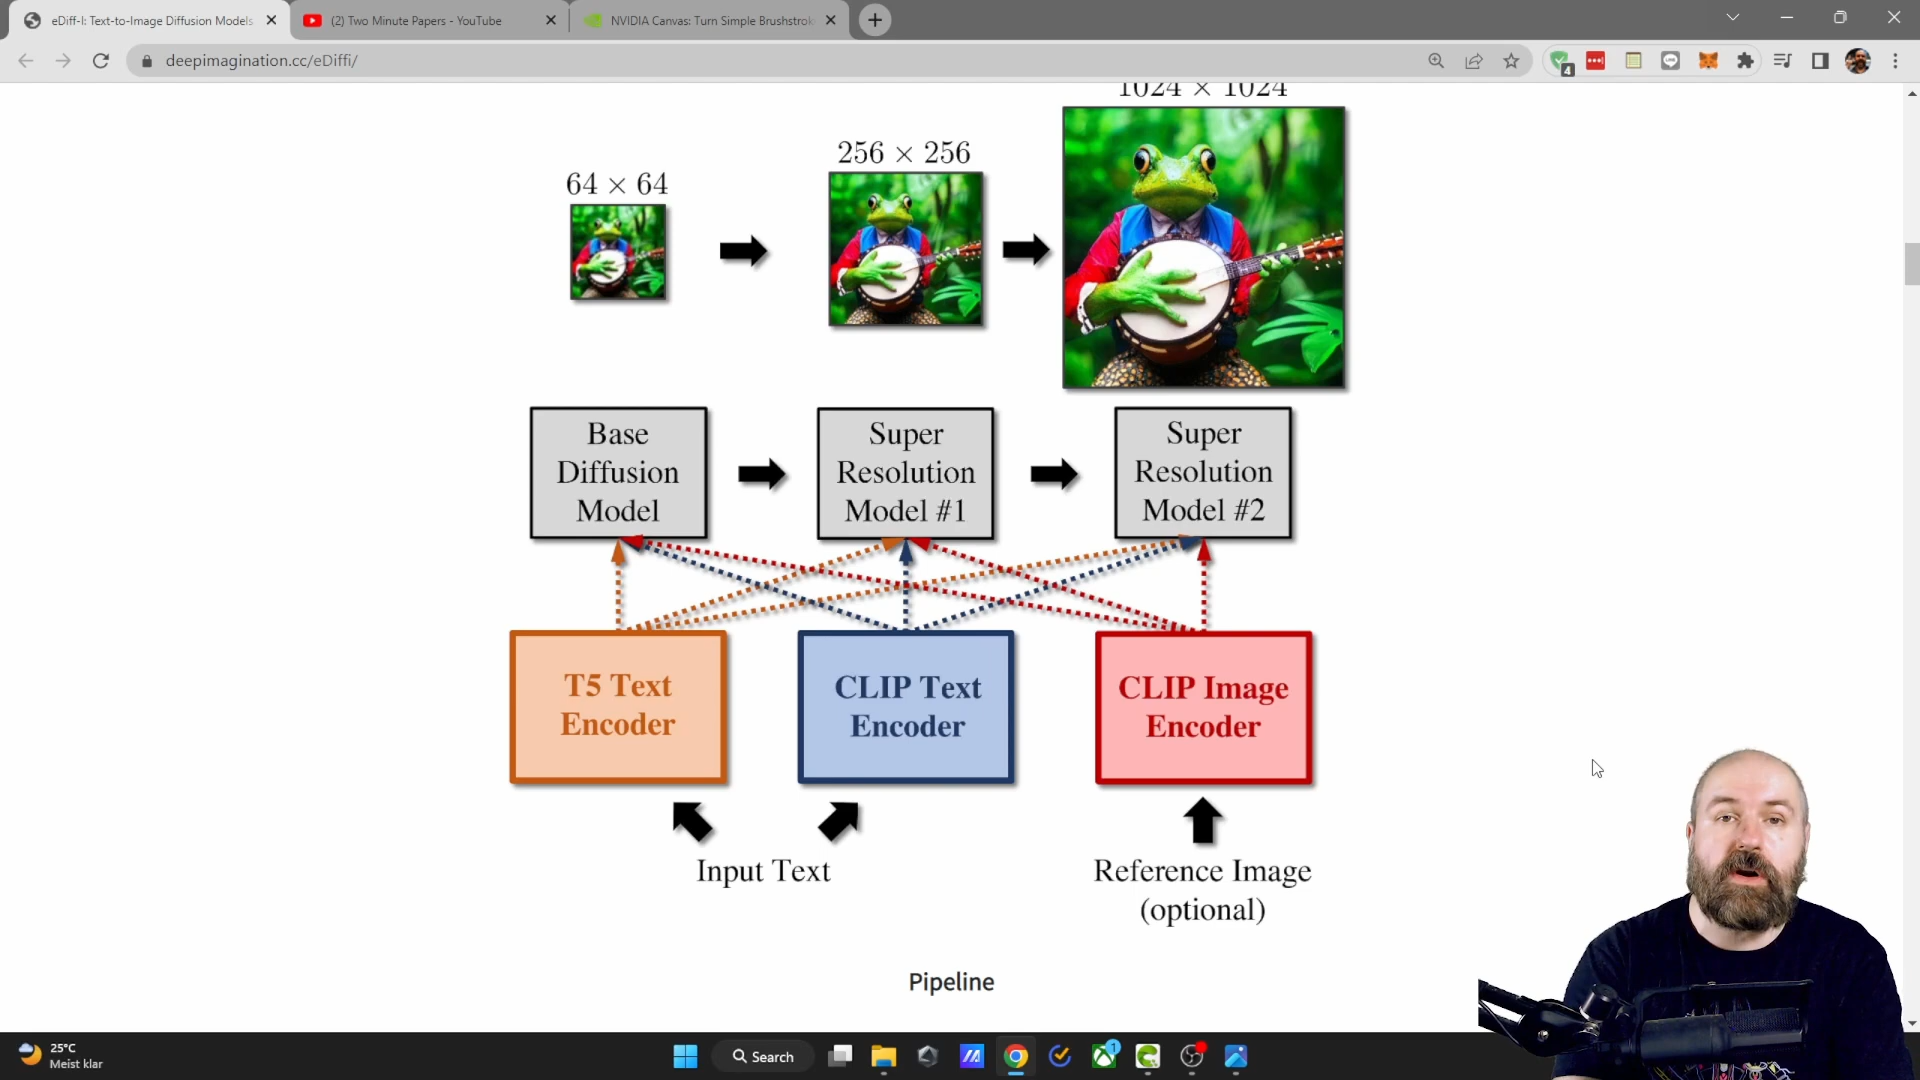 eDiff-I: Text-to-Image Diffusion Models
(2) Two Minute Papers - YouTube
NVIDIA Canvas: Turn Simple Brushstrok
deepimagination.cc/eDiffi/
4
1024 × 1024
256 × 256
64 × 64
Base
Diffusion
Model
Super
Resolution
Model #1
Super
Resolution
Model #2
T5 Text
Encoder
CLIP Text
Encoder
CLIP Image
Encoder
Input Text
Reference Image
(optional)
Pipeline
25°C
Meist klar
Search
1